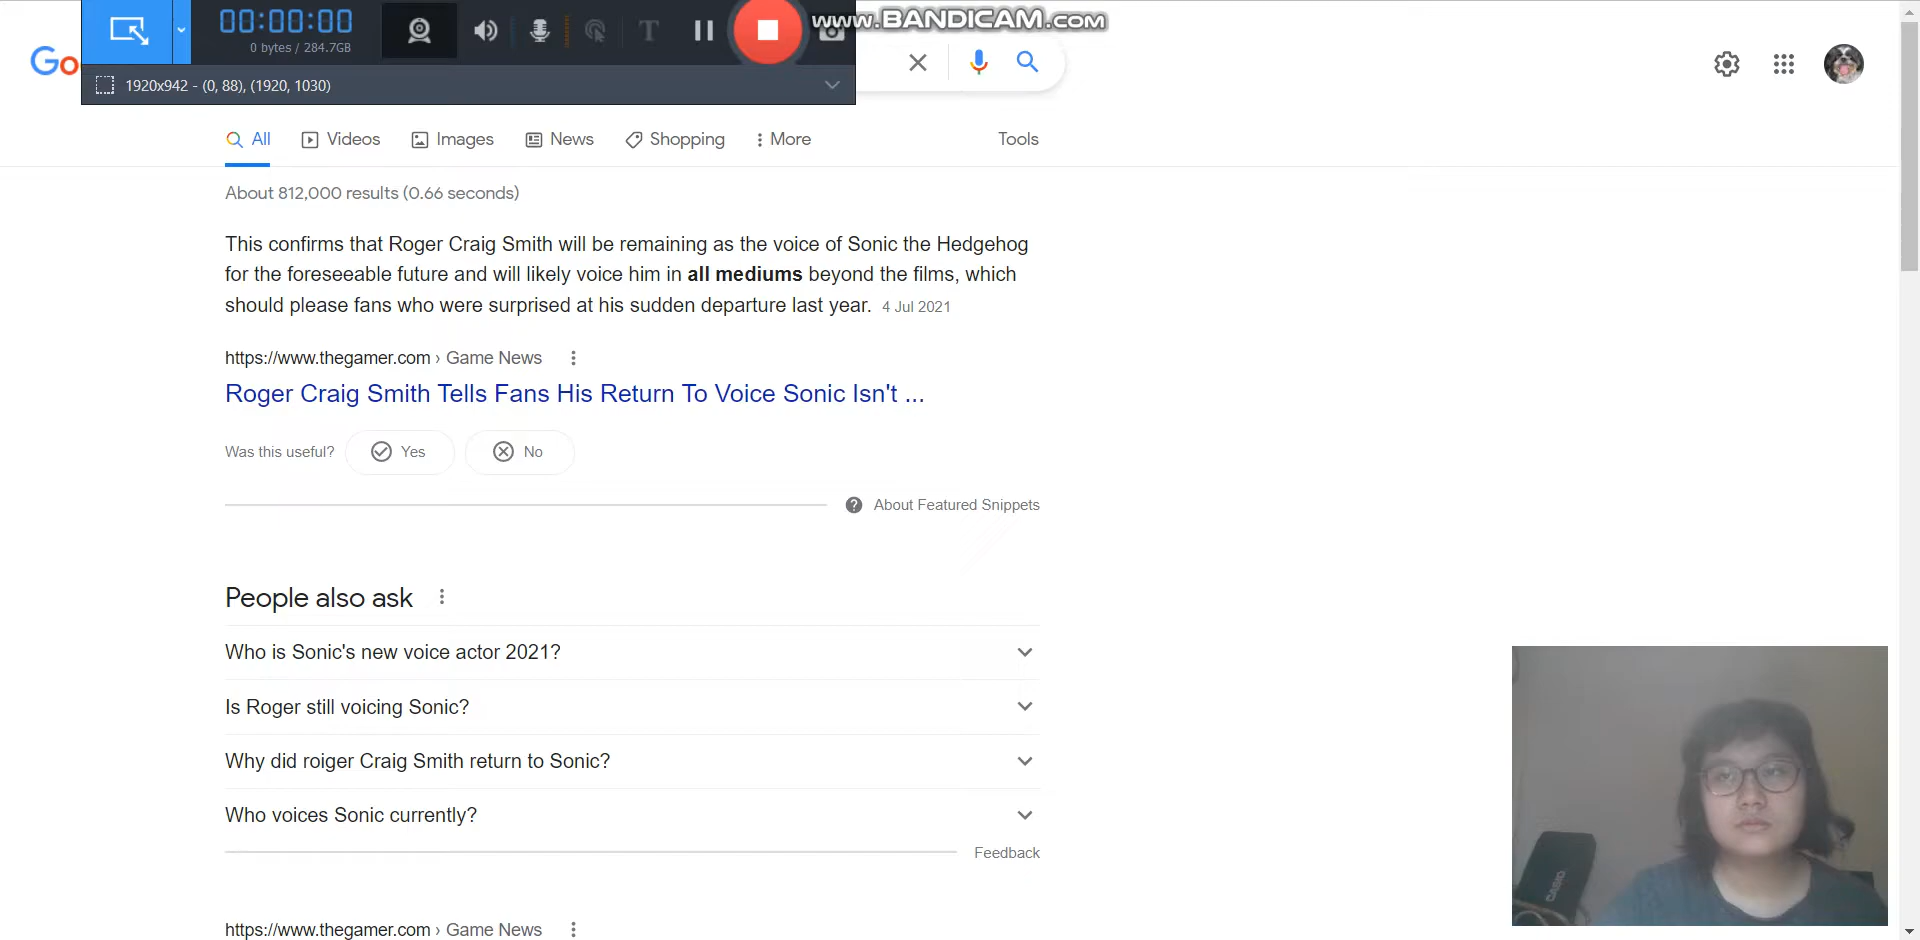 00:00:00
www.BANDICAM.com
0 bytes / 284.7GB
T
Go
1920x942 - (0, 88), (1920, 1030)
All
Videos
Images
News
Shopping
More
Tools
About 812,000 results (0.66 seconds)
This confirms that Roger Craig Smith will be remaining as the voice of Sonic the Hedgehog
for the foreseeable future and will likely voice him in all mediums beyond the films, which
should please fans who were surprised at his sudden departure last year. 4 Jul 2021
https://www.thegamer.com › Game News
Roger Craig Smith Tells Fans His Return To Voice Sonic Isn't ...
Was this useful?
Yes
No
About Featured Snippets
People also ask
Who is Sonic's new voice actor 2021?
Is Roger still voicing Sonic?
Why did roiger Craig Smith return to Sonic?
Who voices Sonic currently?
Feedback
CASIO
https://www.thegamer.com › Game News